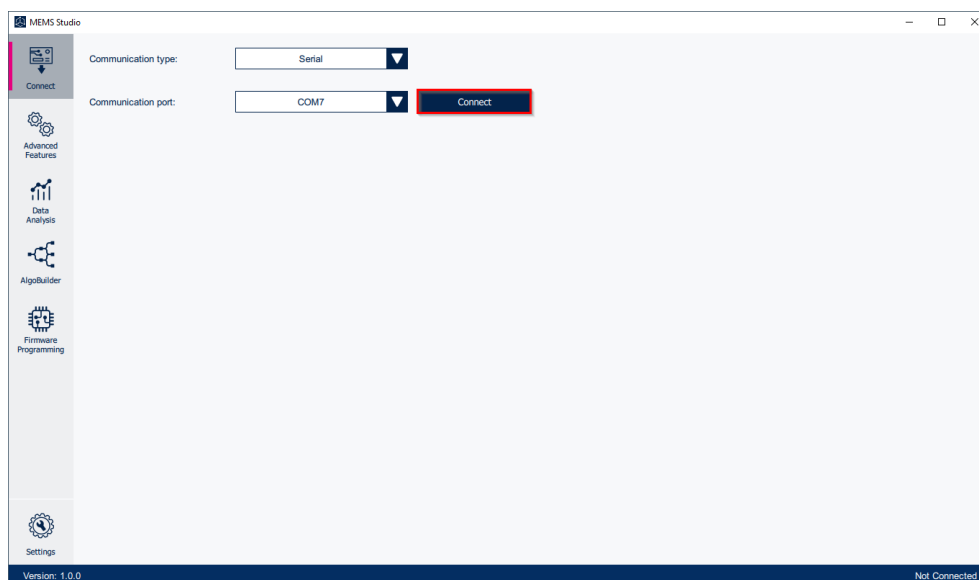 MEMS Studio
Connect
Communication type:
Serial
Communication port:
COM7
Connect
Advanced
Features
Data
Analysis
AlgoBuilder
Firmware
Programming
Settings
Version: 1.0.0
Not Connected